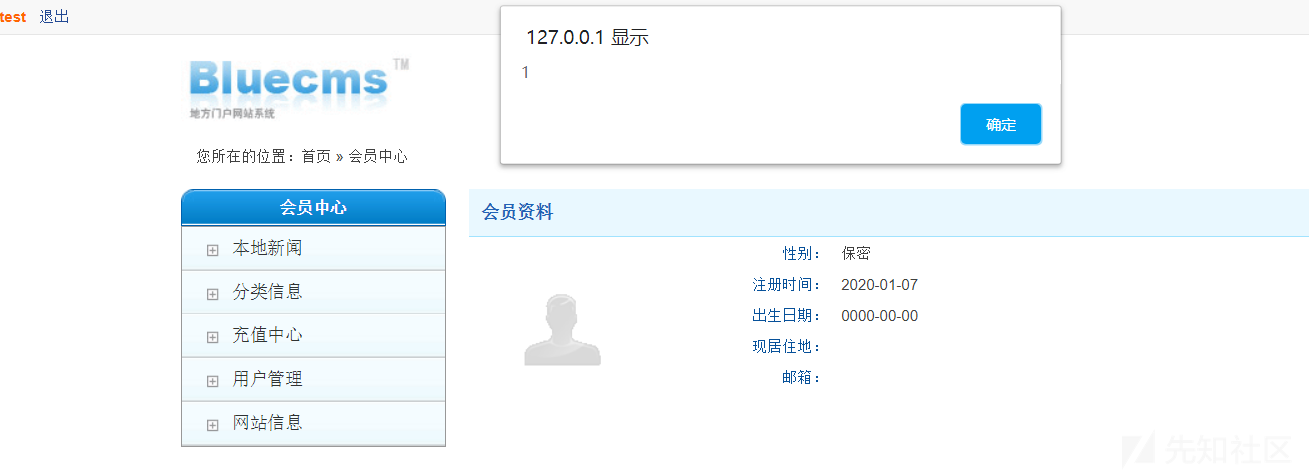 test 退出
127.0.0.1 显示
1
确定
Bluecms TM
地方门户网站系统
您所在的位置：首页 » 会员中心
会员中心
本地新闻
分类信息
充值中心
用户管理
网站信息
会员资料
性别： 保密
注册时间： 2020-01-07
出生日期： 0000-00-00
现居住地：
邮箱：
先知社区